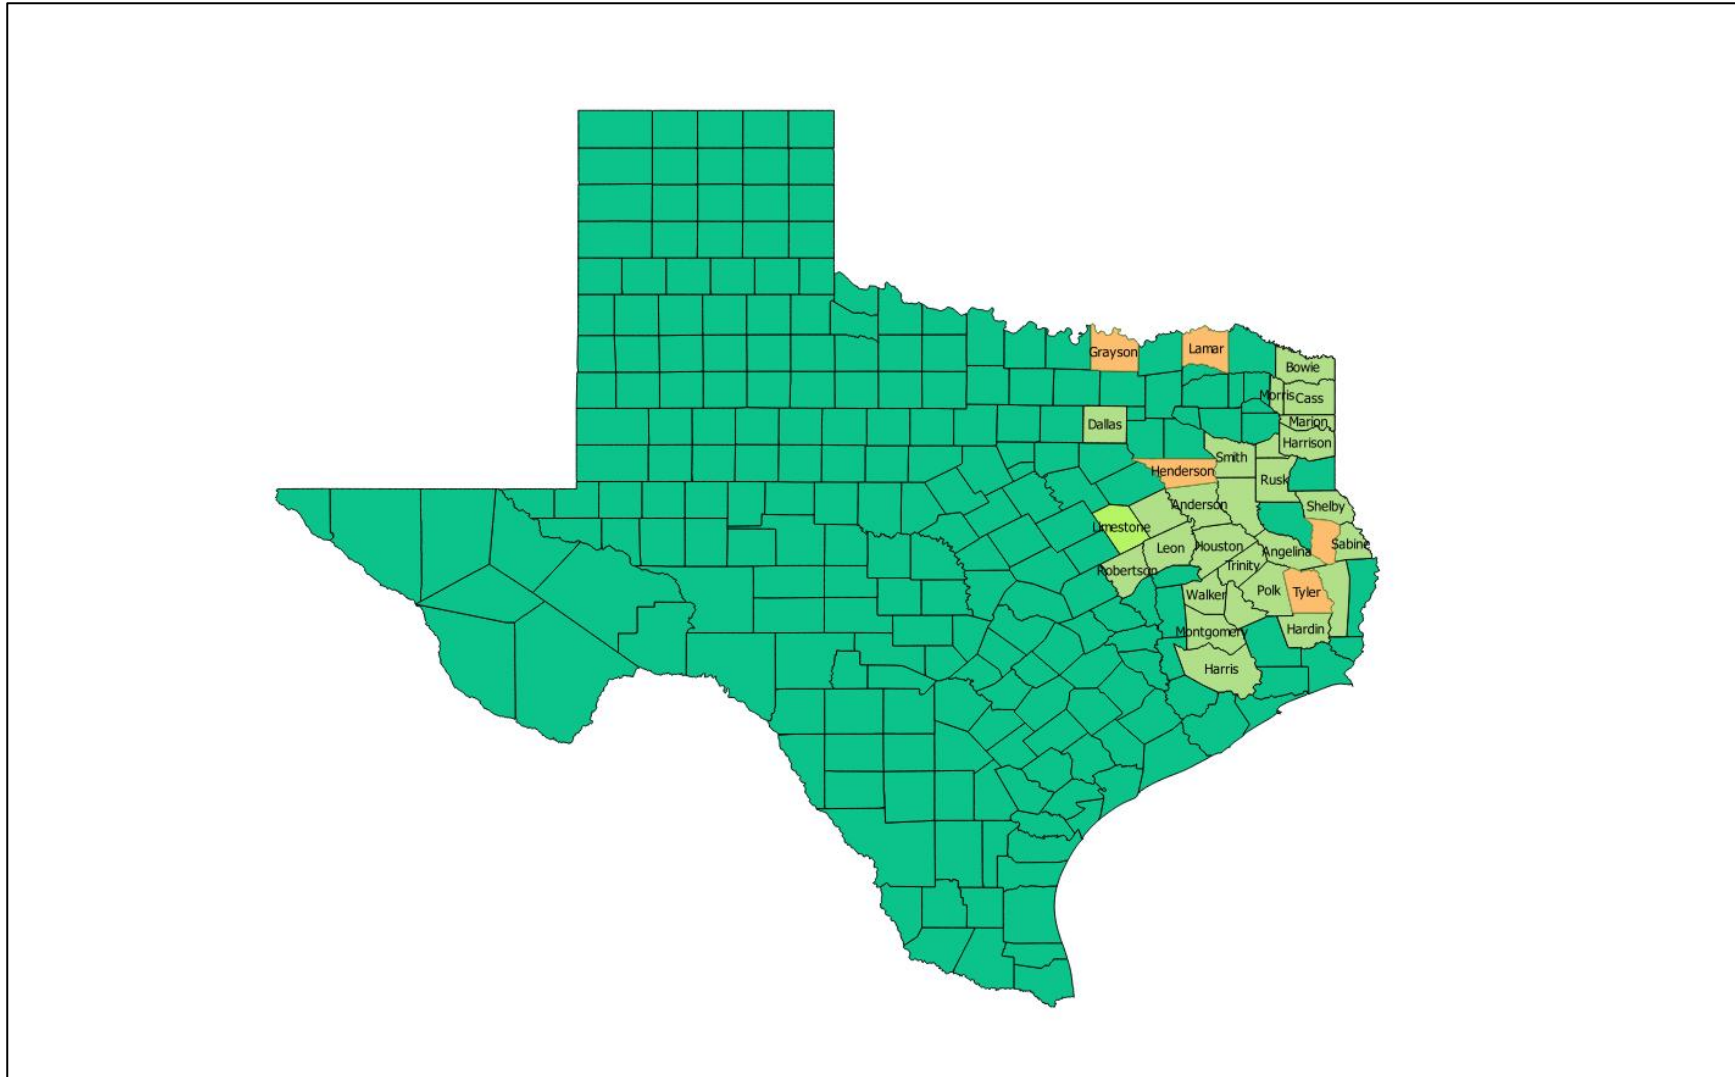 Grayson
Lamar
Bowie
Morris
Cass
Dallas
Marion
Harrison
Smith
Henderson
Rusk
Anderson
Shelby
Limestone
Leon
Houston
Angelina
Sabine
Trinity
Robertson
Walker
Polk
Tyler
Montgomery
Hardin
Harris